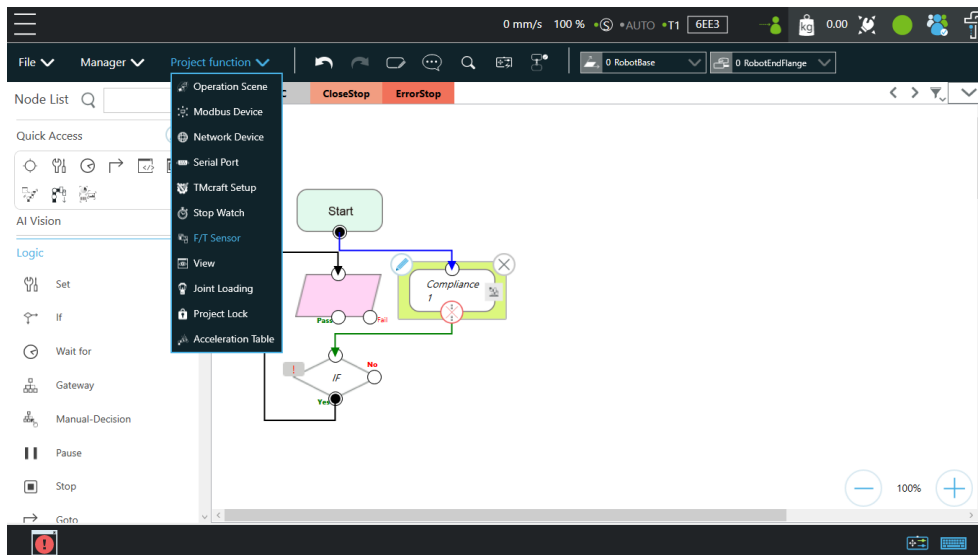 0 mm/s 100 % S AUTO T1 6EE3 kg 0.00
File Manager Project function 0 RobotBase 0 RobotEndFlange
Node List
CloseStop ErrorStop
Operation Scene
Modbus Device
Network Device
Serial Port
TMcraft Setup
Stop Watch
F/T Sensor
View
Joint Loading
Project Lock
Acceleration Table
Quick Access
AI Vision
Logic
Set
If
Wait for
Gateway
Manual-Decision
Pause
Stop
Goto
Start
Compliance
1
Pass Fail
No
IF
Yes
100%